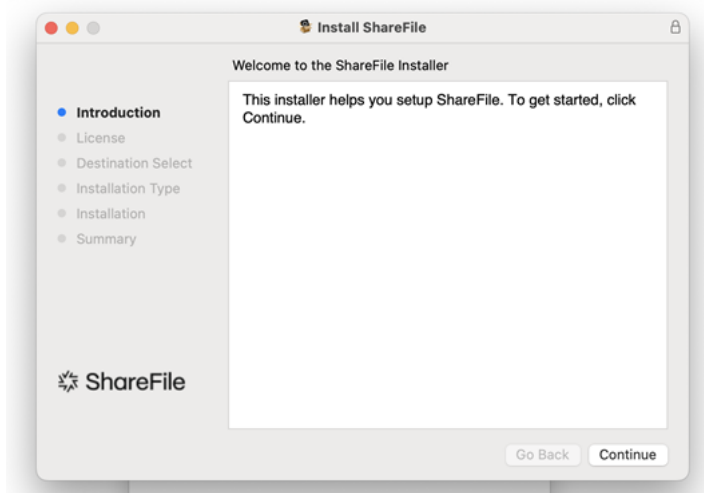 Install ShareFile
Welcome to the ShareFile Installer
Introduction
License
Destination Select
Installation Type
Installation
Summary
This installer helps you setup ShareFile. To get started, click
Continue.
ShareFile
Go Back
Continue